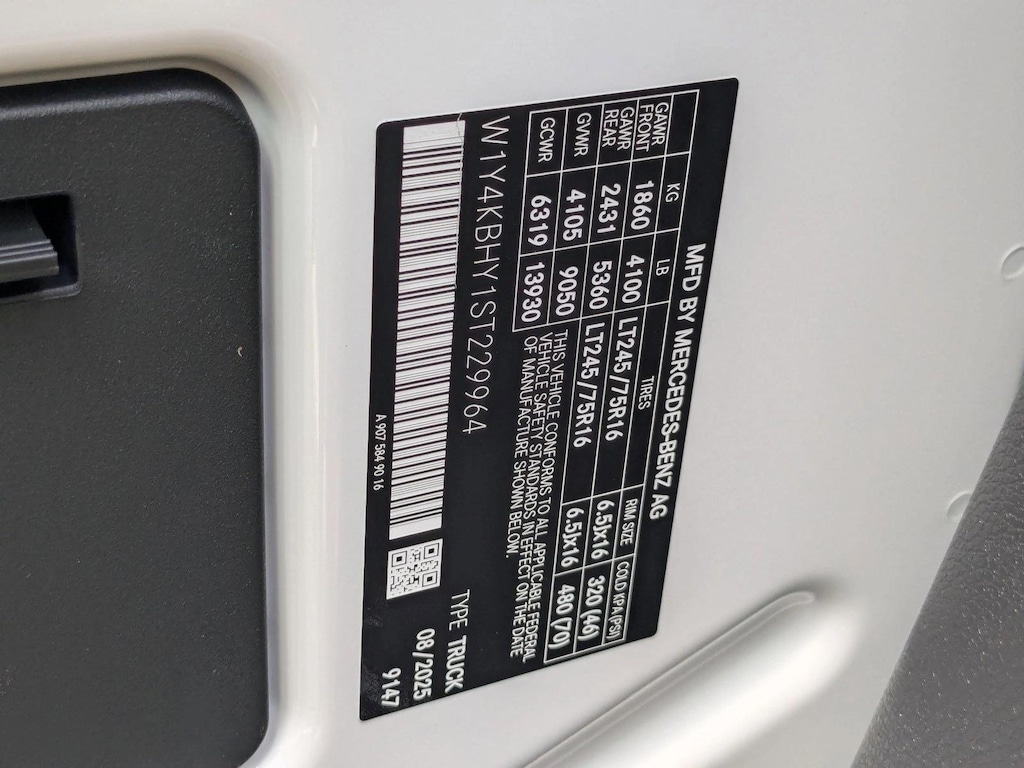 MFD BY MERCEDES-BENZ AG
KG LB TIRES RIM SIZE COLD KPA (PSI)
GAWR FRONT 1860 4100 LT245/75R16 6.5Jx16 320 (46)
GAWR REAR 2431 5360 LT245/75R16 6.5Jx16 480 (70)
GVWR 4105 9050
GCWR 6319 13930
THIS VEHICLE CONFORMS TO ALL APPLICABLE FEDERAL
VEHICLE SAFETY STANDARDS IN EFFECT ON THE DATE
OF MANUFACTURE SHOWN BELOW.
W1Y4KBHY1ST229964
TYPE TRUCK
08/2025
9147
A 907 584 90 16